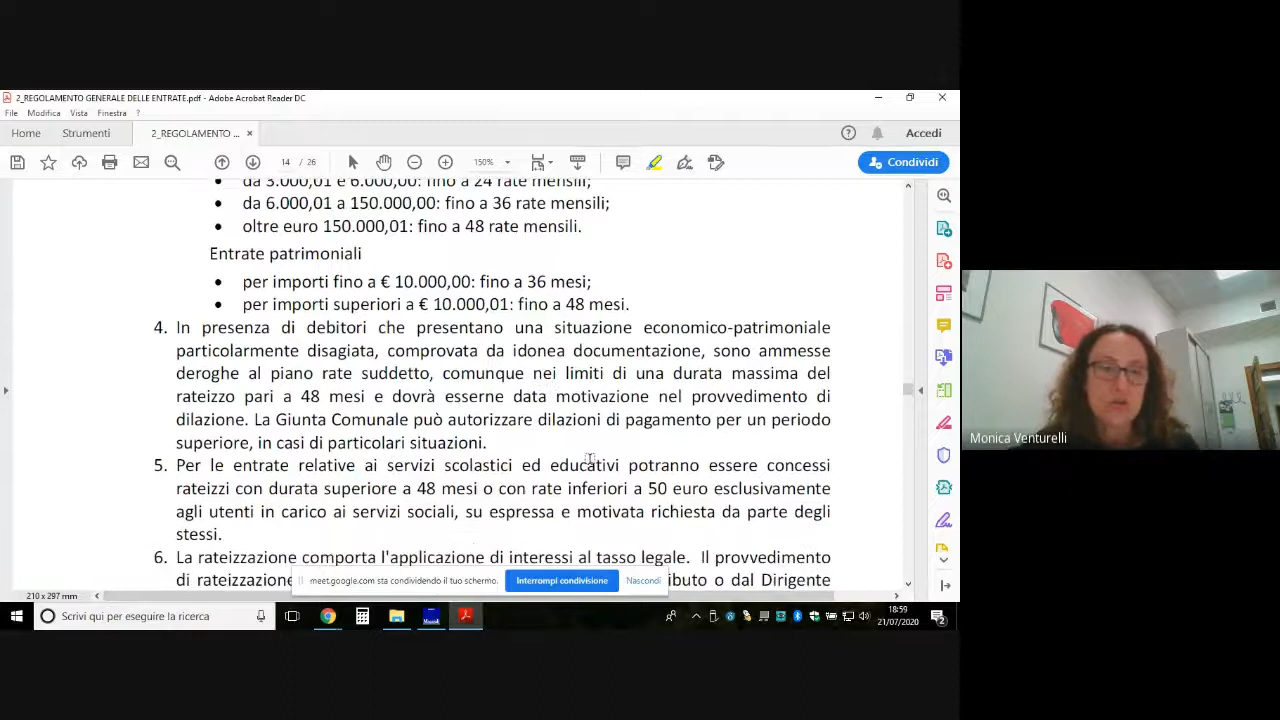 2_REGOLAMENTO GENERALE DELLE ENTRATE.pdf - Adobe Acrobat Reader DC
File Modifica Vista Finestra ?
Home Strumenti 2_REGOLAMENTO ... × Accedi
14 / 26 150% Condividi
da 3.000,01 e 6.000,00: fino a 24 rate mensili;
• da 6.000,01 a 150.000,00: fino a 36 rate mensili;
• oltre euro 150.000,01: fino a 48 rate mensili.
Entrate patrimoniali
• per importi fino a € 10.000,00: fino a 36 mesi;
• per importi superiori a € 10.000,01: fino a 48 mesi.
4. In presenza di debitori che presentano una situazione economico-patrimoniale
particolarmente disagiata, comprovata da idonea documentazione, sono ammesse
deroghe al piano rate suddetto, comunque nei limiti di una durata massima del
rateizzo pari a 48 mesi e dovrà esserne data motivazione nel provvedimento di
dilazione. La Giunta Comunale può autorizzare dilazioni di pagamento per un periodo
superiore, in casi di particolari situazioni.
5. Per le entrate relative ai servizi scolastici ed educativi potranno essere concessi
rateizzi con durata superiore a 48 mesi o con rate inferiori a 50 euro esclusivamente
agli utenti in carico ai servizi sociali, su espressa e motivata richiesta da parte degli
stessi.
6. La rateizzazione comporta l'applicazione di interessi al tasso legale. Il provvedimento
di rateizzazione ibuto o dal Dirigente
meet.google.com sta condividendo il tuo schermo. Interrompi condivisione Nascondi
210 x 297 mm
Scrivi qui per eseguire la ricerca
18:59
21/07/2020
2
Monica Venturelli